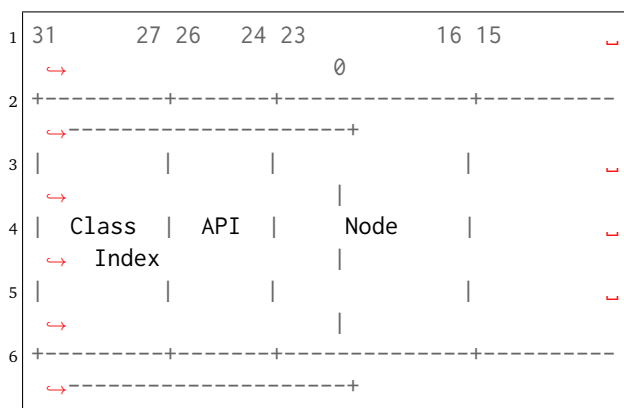 1 31 27 26 24 23 16 15 ␣
↪ 0
2 +---------+-------+--------------+----------
↪ ---------------------+
3 | | | | ␣
↪ |
4 | Class | API | Node | ␣
↪ Index |
5 | | | | ␣
↪ |
6 +---------+-------+--------------+----------
↪ ---------------------+